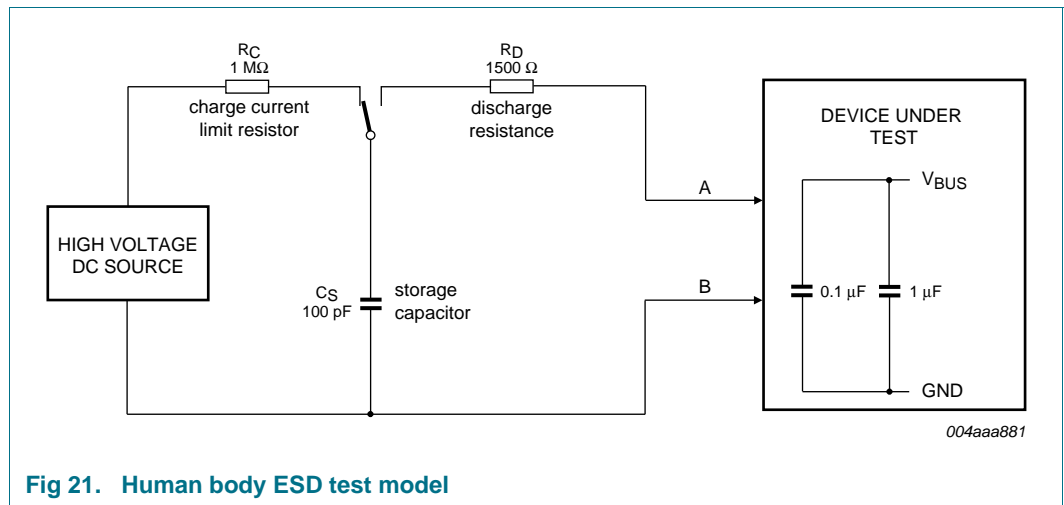 RC
1 MΩ
charge current
limit resistor
RD
1500 Ω
discharge
resistance
HIGH VOLTAGE
DC SOURCE
CS
100 pF
storage
capacitor
A
B
DEVICE UNDER
TEST
VBUS
0.1 μF
1 μF
GND
004aaa881
Fig 21. Human body ESD test model